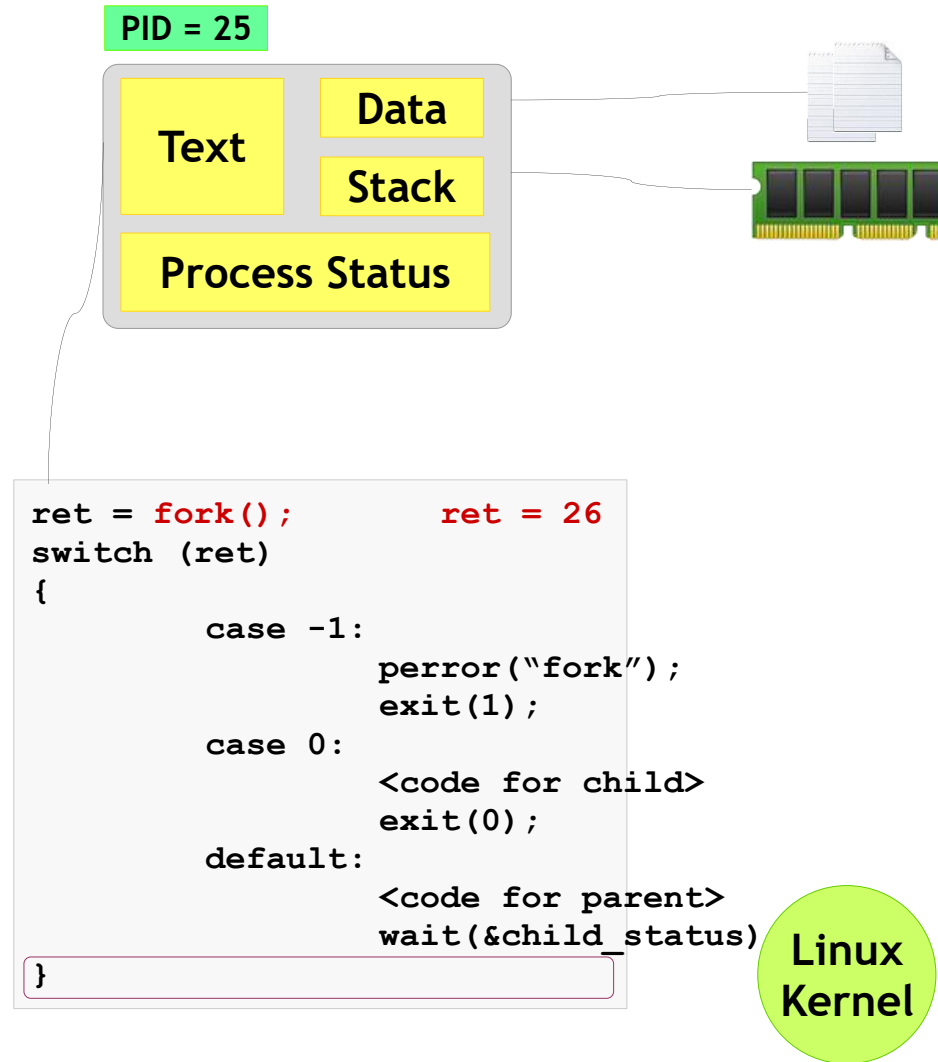 PID = 25
Text
Data
Stack
Process Status
ret = fork(); ret = 26
switch (ret)
{
case -1:
perror(“fork”);
exit(1);
case 0:
<code for child>
exit(0);
default:
<code for parent>
wait(&child_status)
}
Linux
Kernel